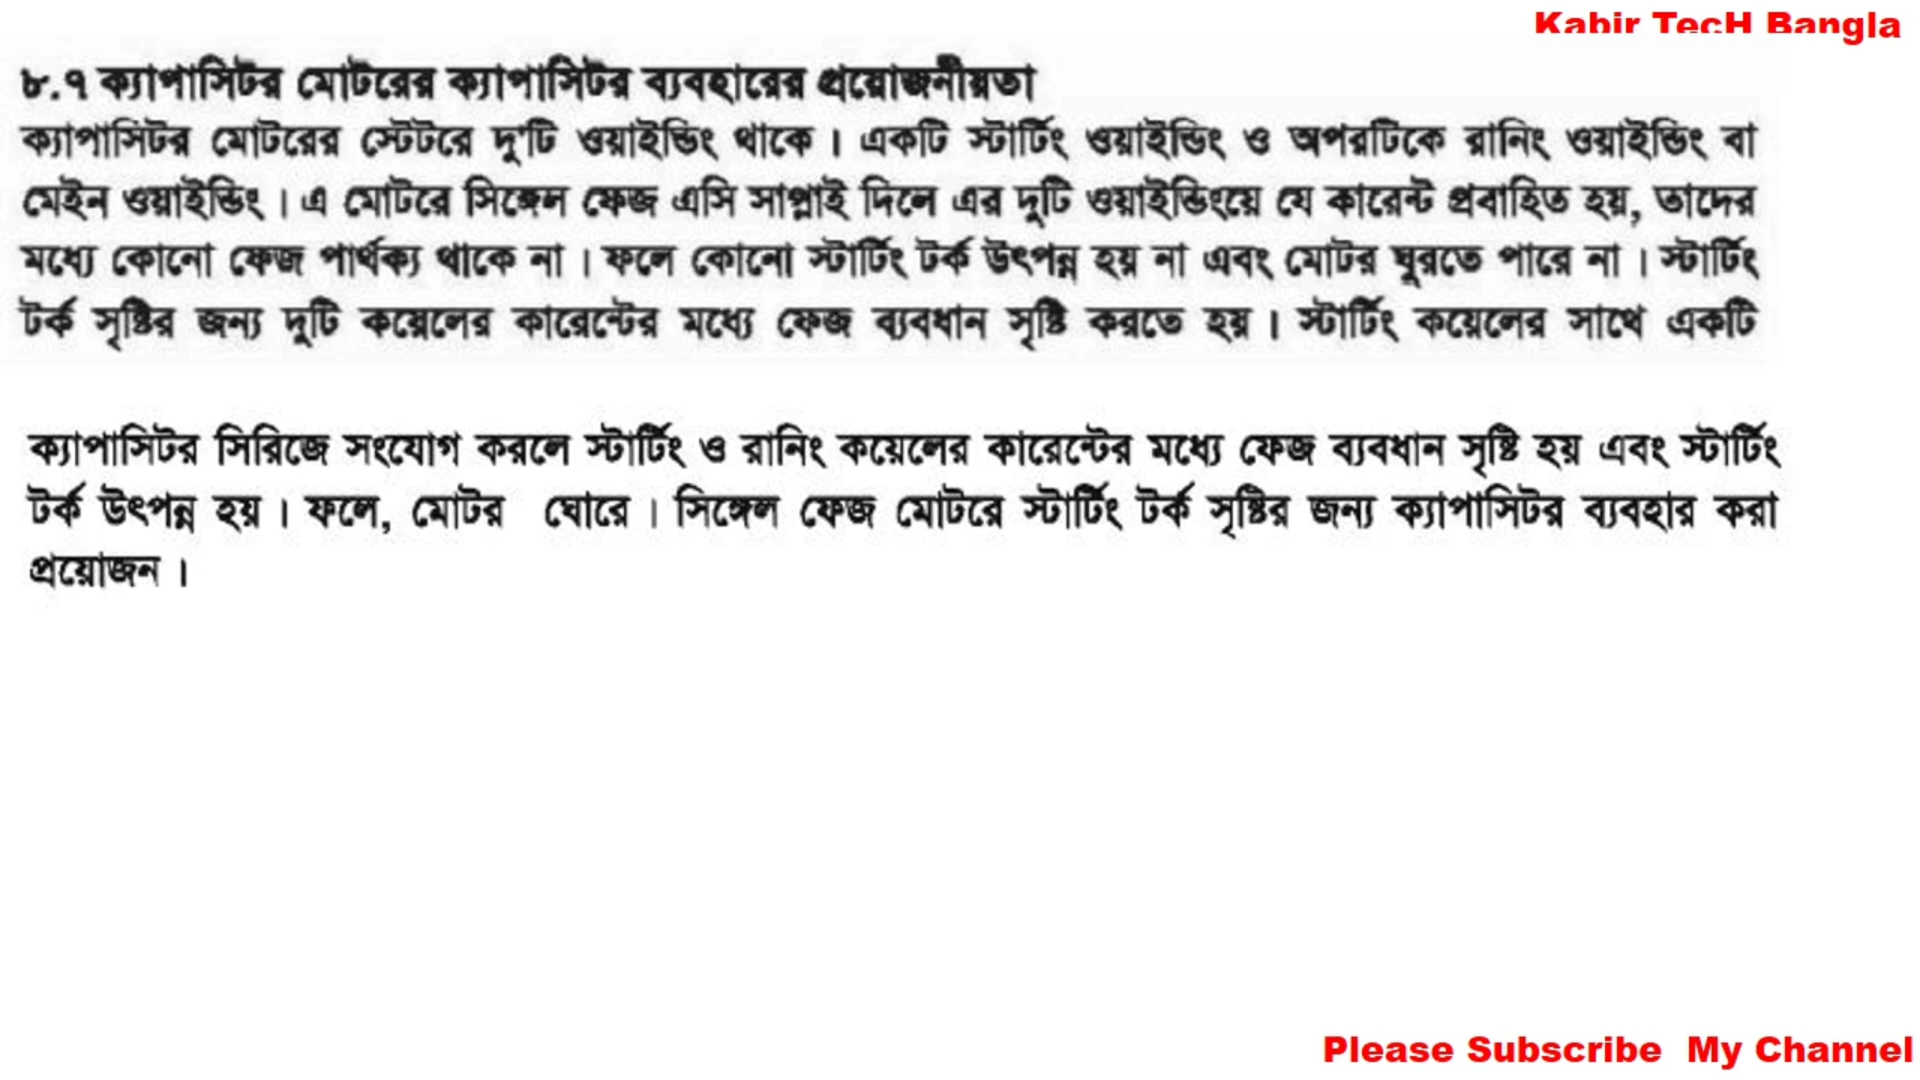 Kabir TecH Bangla
৮.৭ ক্যাপাসিটর মোটরের ক্যাপাসিটর ব্যবহারের প্রয়োজনীয়তা
ক্যাপাসিটর মোটরের স্টেটরে দু'টি ওয়াইন্ডিং থাকে । একটি স্টার্টিং ওয়াইন্ডিং ও অপরটিকে রানিং ওয়াইন্ডিং বা
মেইন ওয়াইন্ডিং । এ মোটরে সিঙ্গেল ফেজ এসি সাপ্লাই দিলে এর দুটি ওয়াইন্ডিংয়ে যে কারেন্ট প্রবাহিত হয়, তাদের
মধ্যে কোনো ফেজ পার্থক্য থাকে না । ফলে কোনো স্টার্টিং টর্ক উৎপন্ন হয় না এবং মোটর ঘুরতে পারে না । স্টার্টিং
টর্ক সৃষ্টির জন্য দুটি কয়েলের কারেন্টের মধ্যে ফেজ ব্যবধান সৃষ্টি করতে হয় । স্টার্টিং কয়েলের সাথে একটি
ক্যাপাসিটর সিরিজে সংযোগ করলে স্টার্টিং ও রানিং কয়েলের কারেন্টের মধ্যে ফেজ ব্যবধান সৃষ্টি হয় এবং স্টার্টিং
টর্ক উৎপন্ন হয় । ফলে, মোটর ঘোরে । সিঙ্গেল ফেজ মোটরে স্টার্টিং টর্ক সৃষ্টির জন্য ক্যাপাসিটর ব্যবহার করা
প্রয়োজন ।
Please Subscribe My Channel